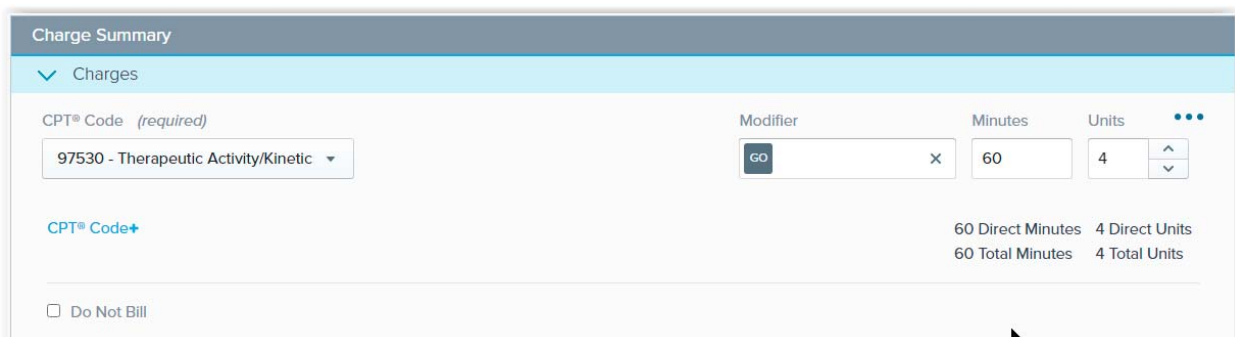 Charge Summary
Charges
CPT® Code (required) Modifier Minutes Units
97530 - Therapeutic Activity/Kinetic GO 60 4
CPT® Code+ 60 Direct Minutes 4 Direct Units
60 Total Minutes 4 Total Units
Do Not Bill